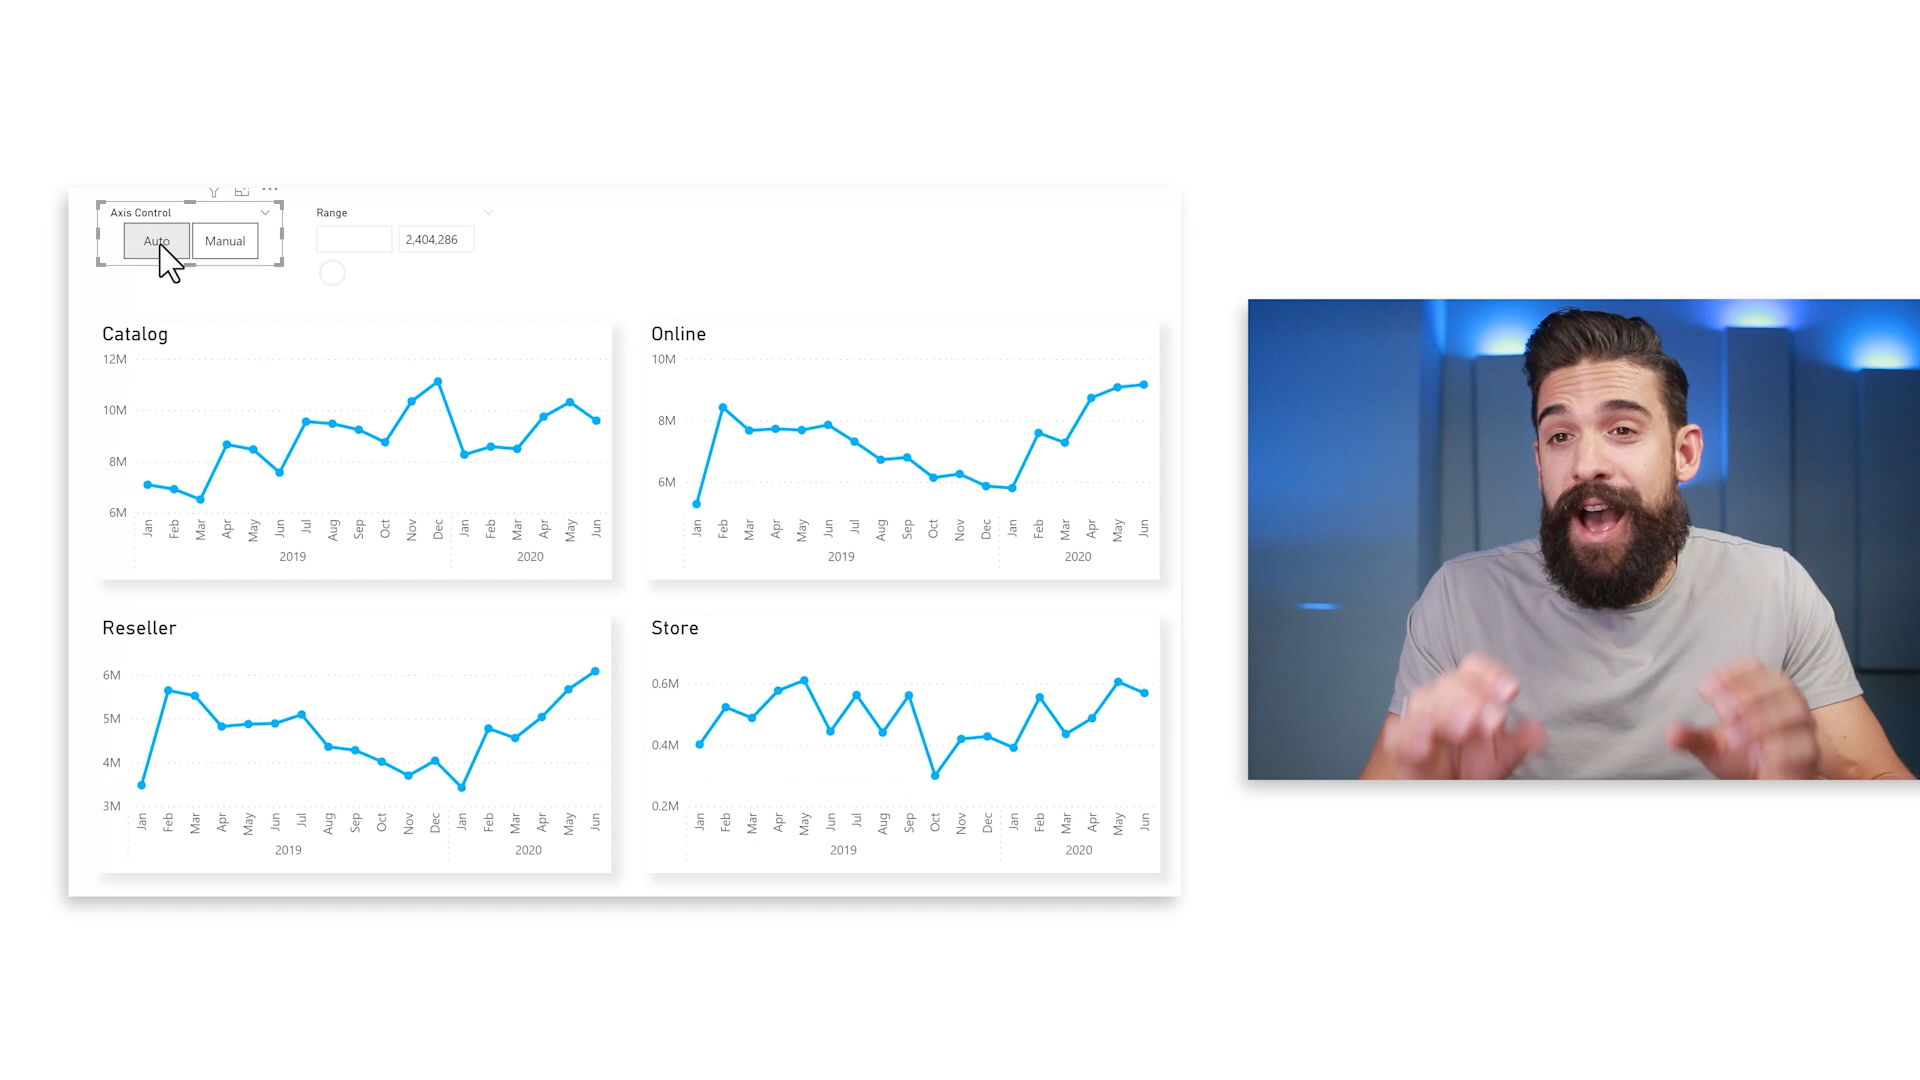 Axis Control
Auto Manual
Range
2,404,286
Catalog
12M
10M
8M
6M
Jan Feb Mar Apr May Jun Jul Aug Sep Oct Nov Dec Jan Feb Mar Apr May Jun
2019 2020
Online
10M
8M
6M
Jan Feb Mar Apr May Jun Jul Aug Sep Oct Nov Dec Jan Feb Mar Apr May Jun
2019 2020
Reseller
6M
5M
4M
3M
Jan Feb Mar Apr May Jun Jul Aug Sep Oct Nov Dec Jan Feb Mar Apr May Jun
2019 2020
Store
0.6M
0.4M
0.2M
Jan Feb Mar Apr May Jun Jul Aug Sep Oct Nov Dec Jan Feb Mar Apr May Jun
2019 2020